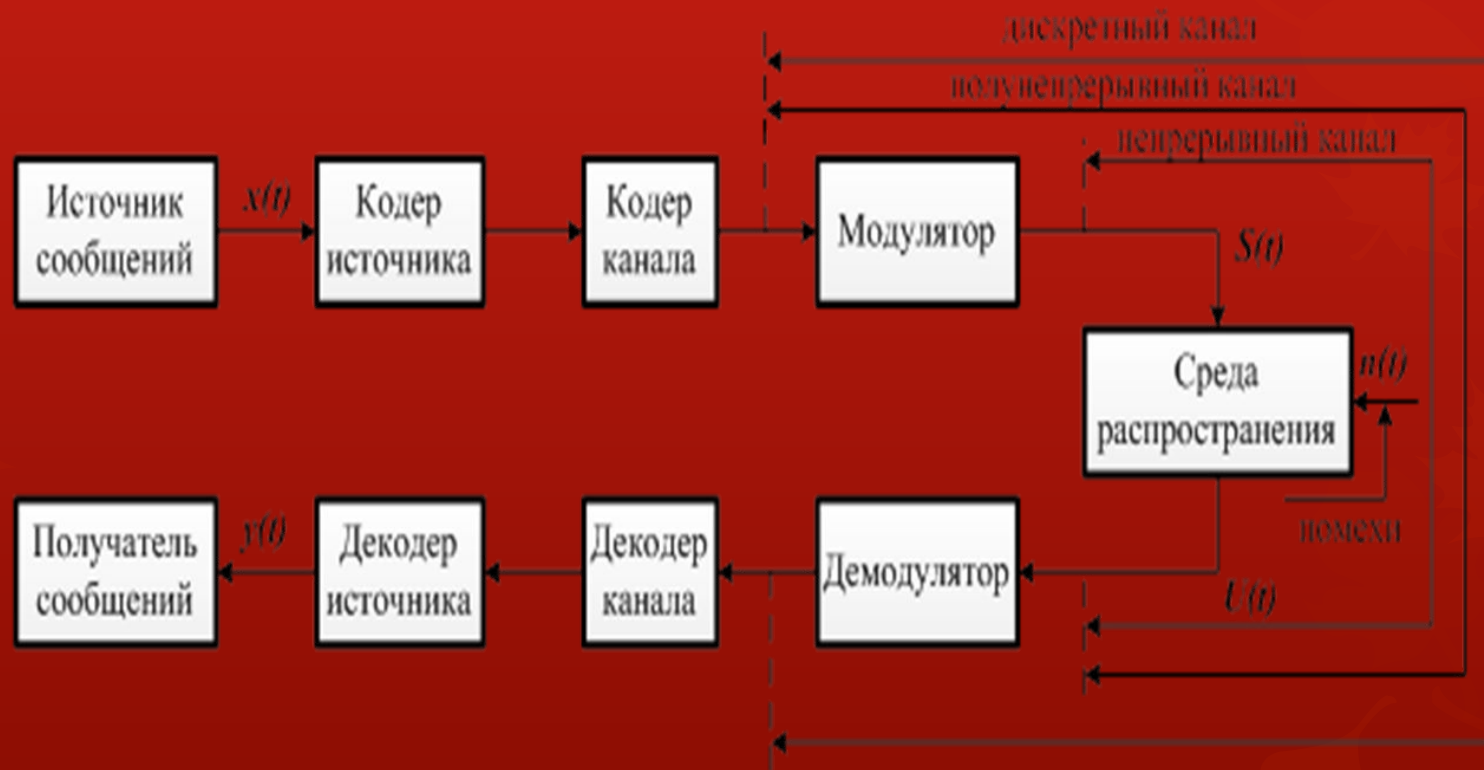 дискретный канал
полунепрерывный канал
непрерывный канал
Источник
сообщений
x(t)
Кодер
источника
Кодер
канала
Модулятор
S(t)
Среда
распространения
n(t)
помехи
Получатель
сообщений
y(t)
Декодер
источника
Декодер
канала
Демодулятор
U(t)